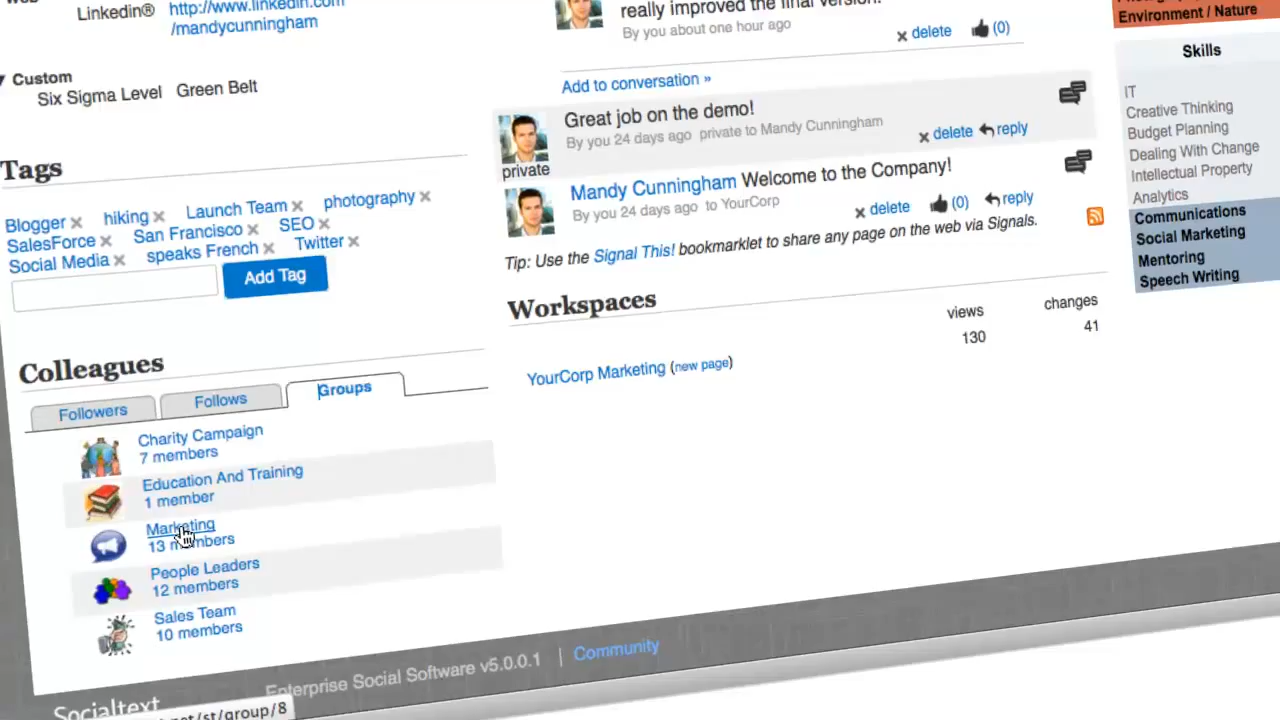 Linkedin® http://www.linkedin.com
/mandycunningham
Custom
Six Sigma Level Green Belt
Tags
Blogger × hiking × Launch Team × photography ×
SalesForce × San Francisco × SEO ×
Social Media × speaks French × Twitter ×
Add Tag
Colleagues
Followers Follows Groups
Charity Campaign
7 members
Education And Training
1 member
Marketing
13 members
People Leaders
12 members
Sales Team
10 members
really improved the final version!
By you about one hour ago × delete (0)
Add to conversation »
Great job on the demo!
By you 24 days ago private to Mandy Cunningham × delete reply
private
Mandy Cunningham Welcome to the Company!
By you 24 days ago to YourCorp × delete (0) reply
Tip: Use the Signal This! bookmarklet to share any page on the web via Signals.
Workspaces
views changes
YourCorp Marketing (new page) 130 41
Environment / Nature
Skills
IT
Creative Thinking
Budget Planning
Dealing With Change
Intellectual Property
Analytics
Communications
Social Marketing
Mentoring
Speech Writing
Socialtext Enterprise Social Software v5.0.0.1 | Community
net/st/group/8